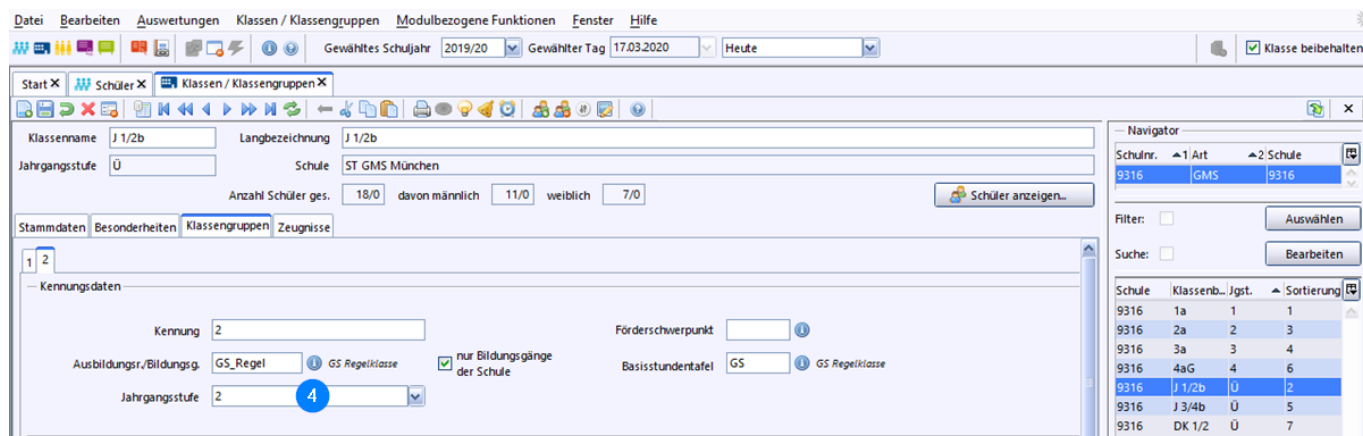 Datei Bearbeiten Auswertungen Klassen / Klassengruppen Modulbezogene Funktionen Fenster Hilfe
Gewähltes Schuljahr 2019/20 Gewählter Tag 17.03.2020 Heute Klasse beibehalten
Start X Schüler X Klassen / Klassengruppen X
Klassenname J 1/2b Langbezeichnung J 1/2b
Jahrgangsstufe Ü Schule ST GMS München
Anzahl Schüler ges. 18/0 davon männlich 11/0 weiblich 7/0 Schüler anzeigen...
Stammdaten Besonderheiten Klassengruppen Zeugnisse
1 2
Kennungsdaten
Kennung 2 Förderschwerpunkt
Ausbildungsr./Bildungsg. GS_Regel GS Regelklasse nur Bildungsgänge der Schule Basisstundentafel GS GS Regelklasse
Jahrgangsstufe 2 4
Navigator
Schulnr. 1 Art 2 Schule
9316 GMS 9316
Filter: Auswählen
Suche: Bearbeiten
Schule Klassenb... Jgst. Sortierung
9316 1a 1 1
9316 2a 2 3
9316 3a 3 4
9316 4aG 4 6
9316 J 1/2b Ü 2
9316 J 3/4b Ü 5
9316 DK 1/2 Ü 7